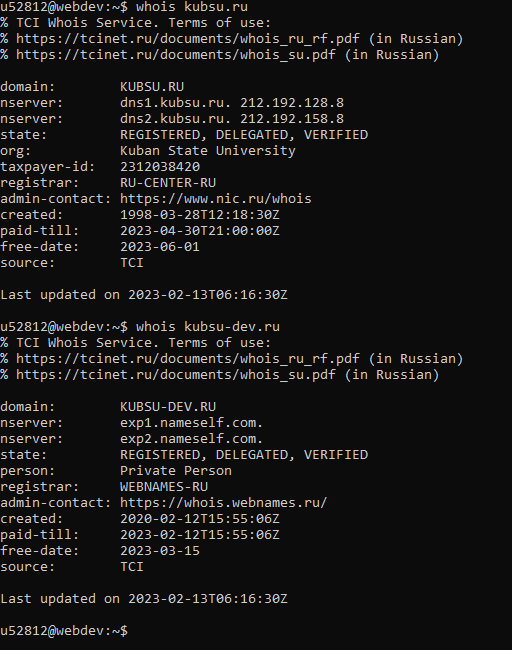 u52812@webdev:~$ whois kubsu.ru
% TCI Whois Service. Terms of use:
% https://tcinet.ru/documents/whois_ru_rf.pdf (in Russian)
% https://tcinet.ru/documents/whois_su.pdf (in Russian)

domain:        KUBSU.RU
nserver:       dns1.kubsu.ru. 212.192.128.8
nserver:       dns2.kubsu.ru. 212.192.158.8
state:         REGISTERED, DELEGATED, VERIFIED
org:           Kuban State University
taxpayer-id:   2312038420
registrar:     RU-CENTER-RU
admin-contact: https://www.nic.ru/whois
created:       1998-03-28T12:18:30Z
paid-till:     2023-04-30T21:00:00Z
free-date:     2023-06-01
source:        TCI

Last updated on 2023-02-13T06:16:30Z

u52812@webdev:~$ whois kubsu-dev.ru
% TCI Whois Service. Terms of use:
% https://tcinet.ru/documents/whois_ru_rf.pdf (in Russian)
% https://tcinet.ru/documents/whois_su.pdf (in Russian)

domain:        KUBSU-DEV.RU
nserver:       exp1.nameself.com.
nserver:       exp2.nameself.com.
state:         REGISTERED, DELEGATED, VERIFIED
person:        Private Person
registrar:     WEBNAMES-RU
admin-contact: https://whois.webnames.ru/
created:       2020-02-12T15:55:06Z
paid-till:     2023-02-12T15:55:06Z
free-date:     2023-03-15
source:        TCI

Last updated on 2023-02-13T06:16:30Z

u52812@webdev:~$